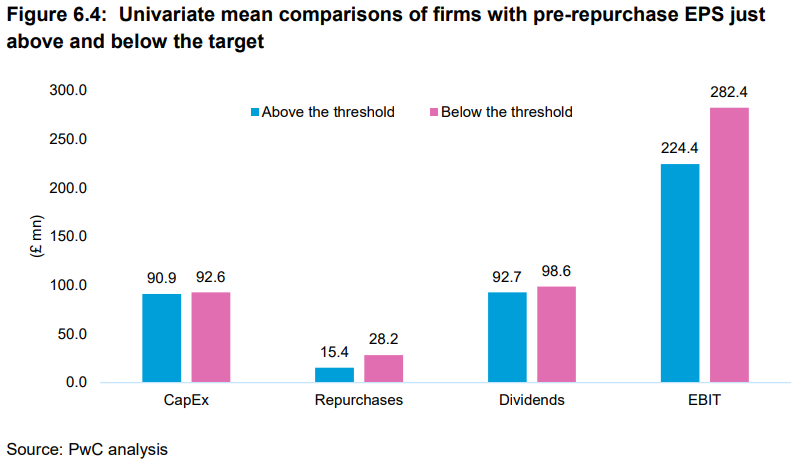 Figure 6.4:  Univariate mean comparisons of firms with pre-repurchase EPS just
above and below the target
300.0
250.0
200.0
150.0
100.0
50.0
0.0
(£ mn)
Above the threshold
Below the threshold
90.9
92.6
15.4
28.2
92.7
98.6
224.4
282.4
CapEx
Repurchases
Dividends
EBIT
Source: PwC analysis